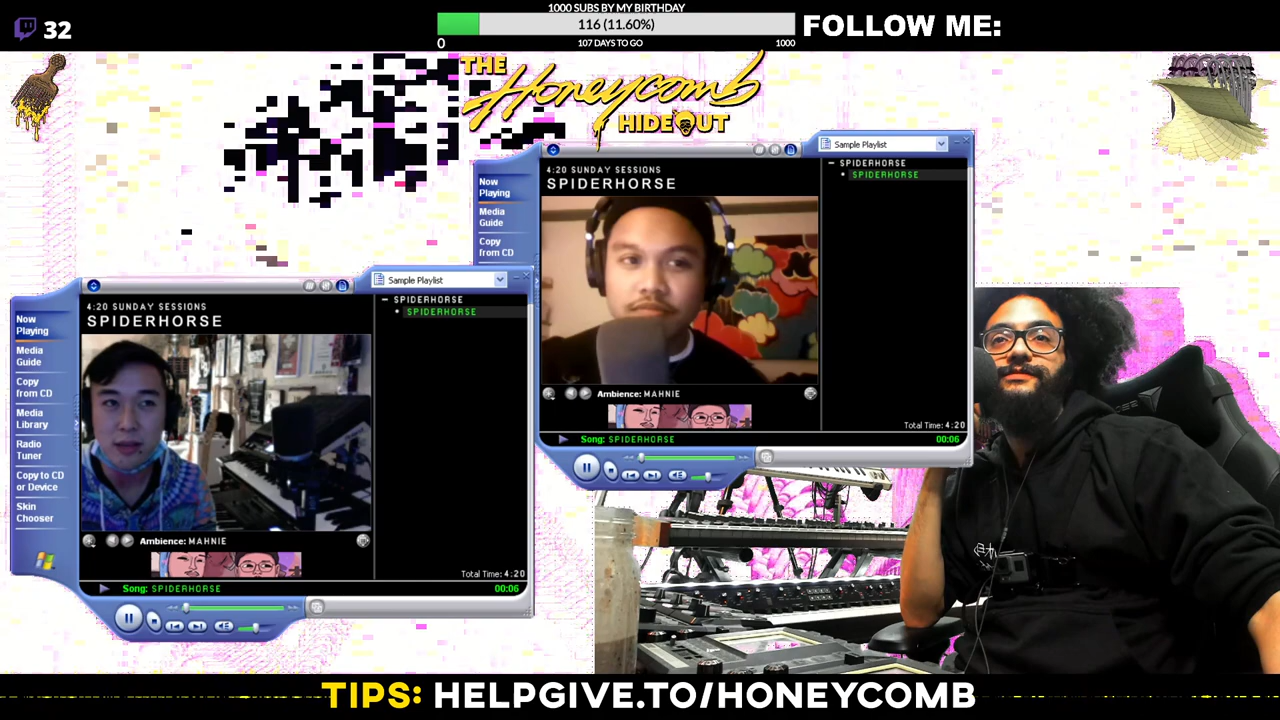 32
1000 SUBS BY MY BIRTHDAY
116 (11.60%)
0
107 DAYS TO GO
1000
FOLLOW ME:
THE
Honeycomb
HIDEOUT
Sample Playlist
4:20 SUNDAY SESSIONS
SPIDERHORSE
SPIDERHORSE
SPIDERHORSE
Now
Playing
Media
Guide
Copy
from CD
Ambience: MAHNIE
Total Time: 4:20
Song: SPIDERHORSE
00:06
Sample Playlist
4:20 SUNDAY SESSIONS
SPIDERHORSE
SPIDERHORSE
SPIDERHORSE
Now
Playing
Media
Guide
Copy
from CD
Media
Library
Radio
Tuner
Copy to CD
or Device
Skin
Chooser
Ambience: MAHNIE
Total Time: 4:20
Song: SPIDERHORSE
00:06
TIPS: HELPGIVE.TO/HONEYCOMB